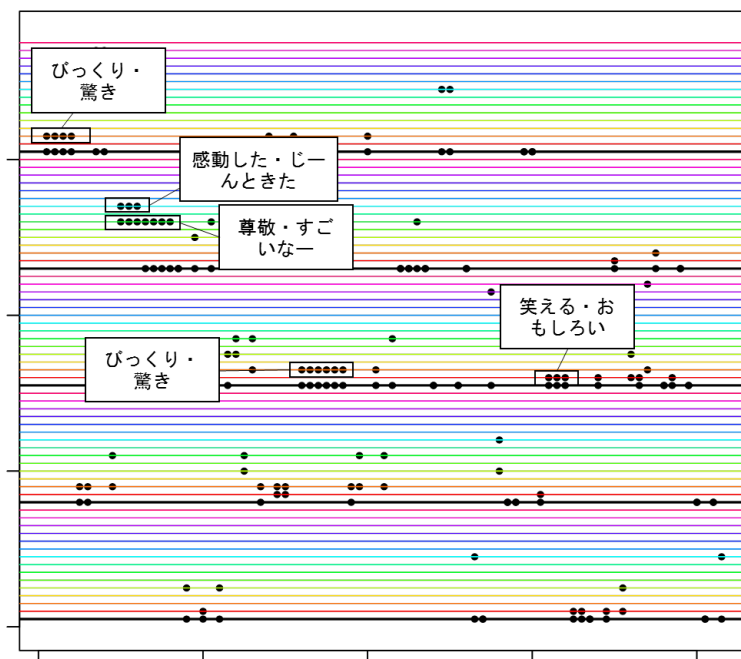 びっくり・
驚き
感動した・じー
んときた
尊敬・すご
いなー
笑える・お
もしろい
びっくり・
驚き